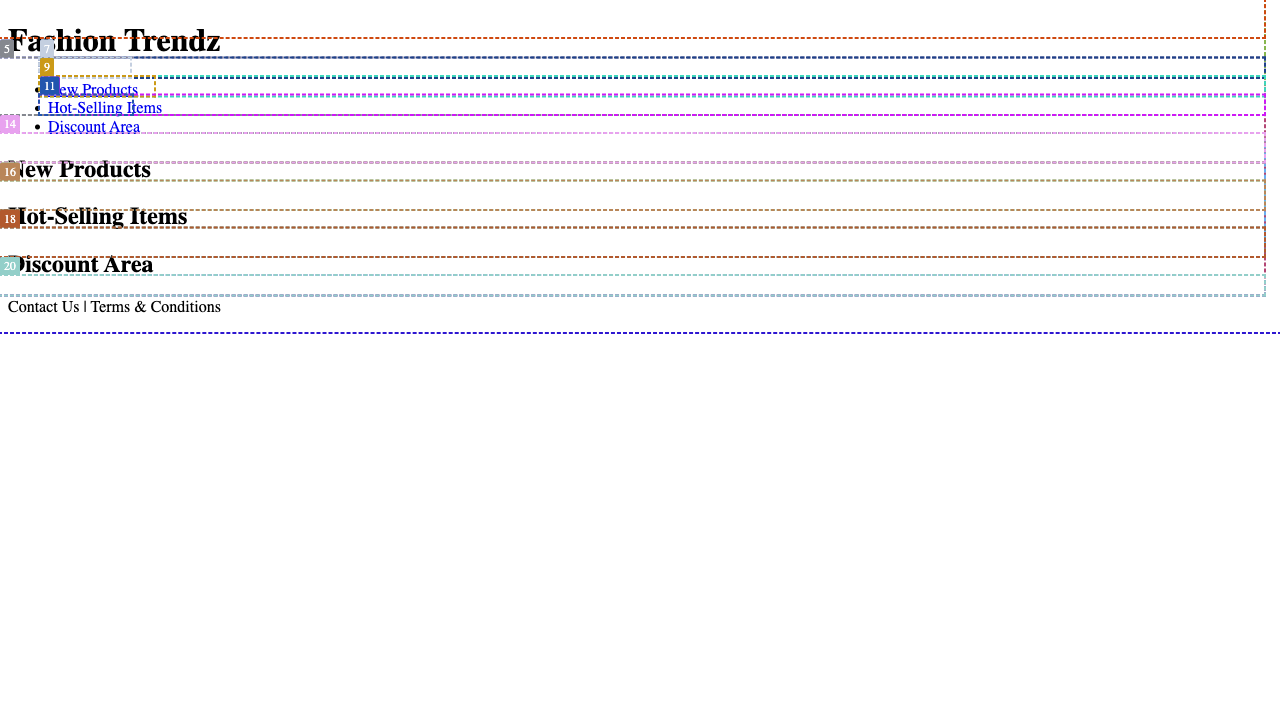 Fashion Trendz
5
7
9
11
New Products
Hot-Selling Items
Discount Area
14
New Products
16
Hot-Selling Items
18
Discount Area
20
Contact Us | Terms & Conditions